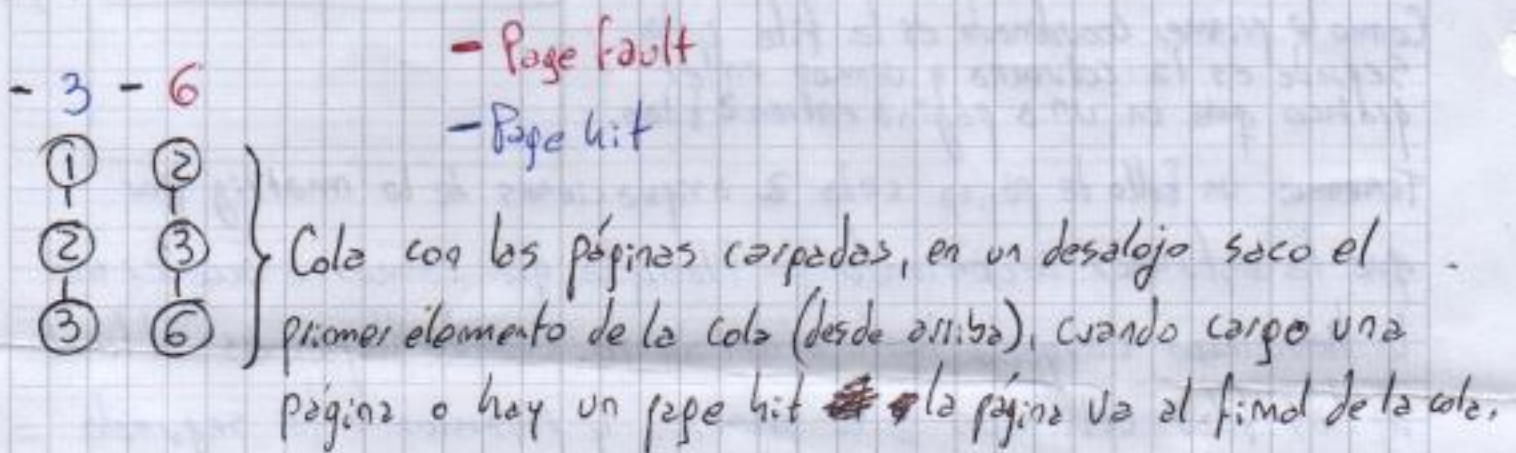 - Page fault
- 3 - 6
- Page hit
1 2
2 3
3 6
Cola con las páginas cargadas, en un desalojo saco el
primer elemento de la cola (desde arriba), cuando cargo una
página o hay un page hit la página va al final de la cola.